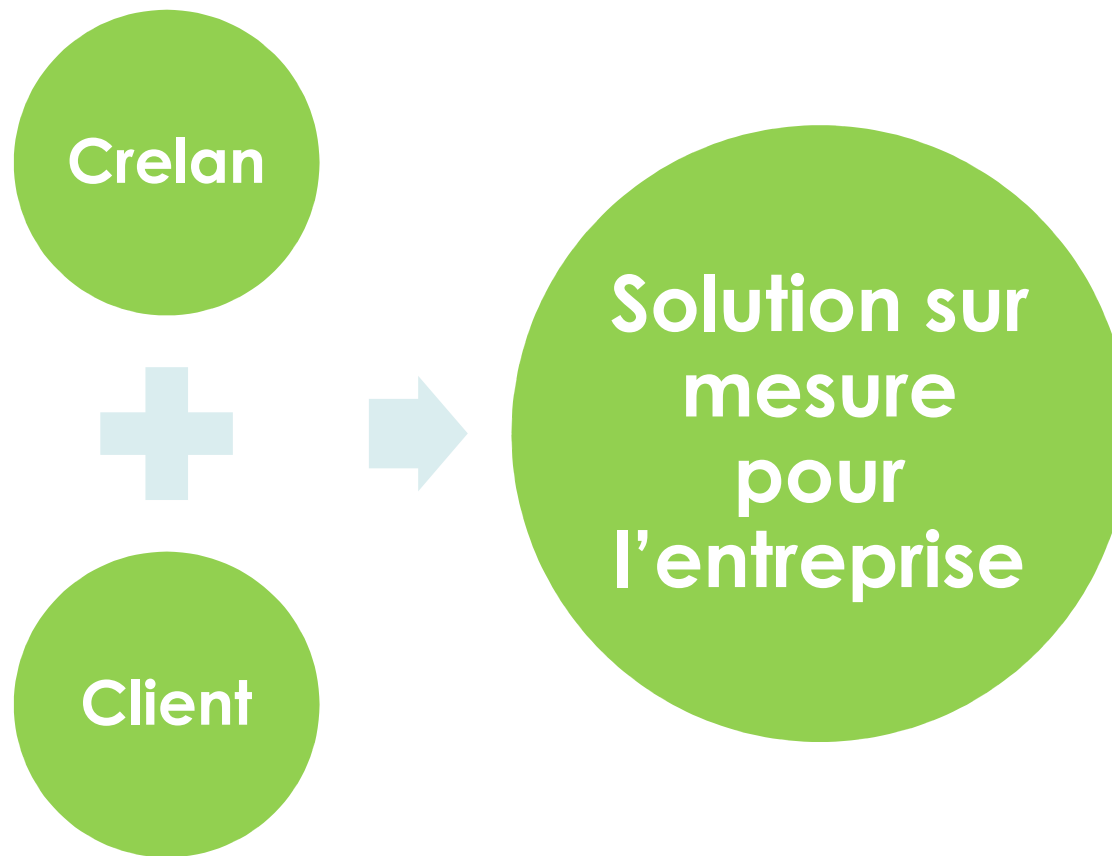 Crelan
Client
Solution sur
mesure
pour
l’entreprise